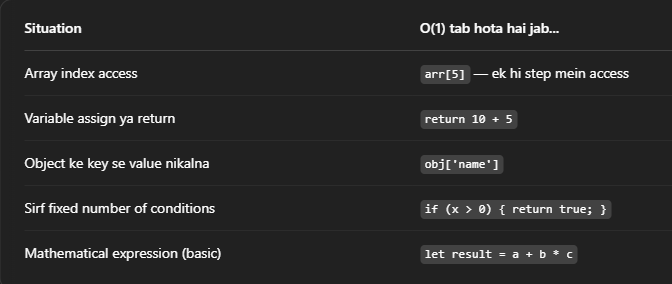 Situation O(1) tab hota hai jab...
Array index access arr[5] — ek hi step mein access
Variable assign ya return return 10 + 5
Object ke key se value nikalna obj['name']
Sirf fixed number of conditions if (x > 0) { return true; }
Mathematical expression (basic) let result = a + b * c